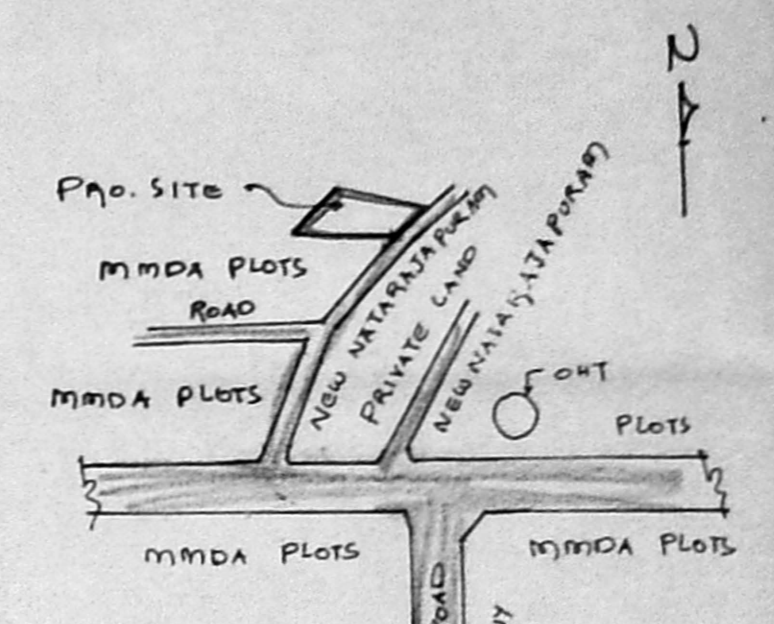 N
PRO. SITE
MMDA PLOTS
ROAD
NEW NATARAJAPURAM
PRIVATE LAND
NEW NATARAJAPURAM
MMDA PLOTS
OHT
PLOTS
MMDA PLOTS
MMDA PLOTS